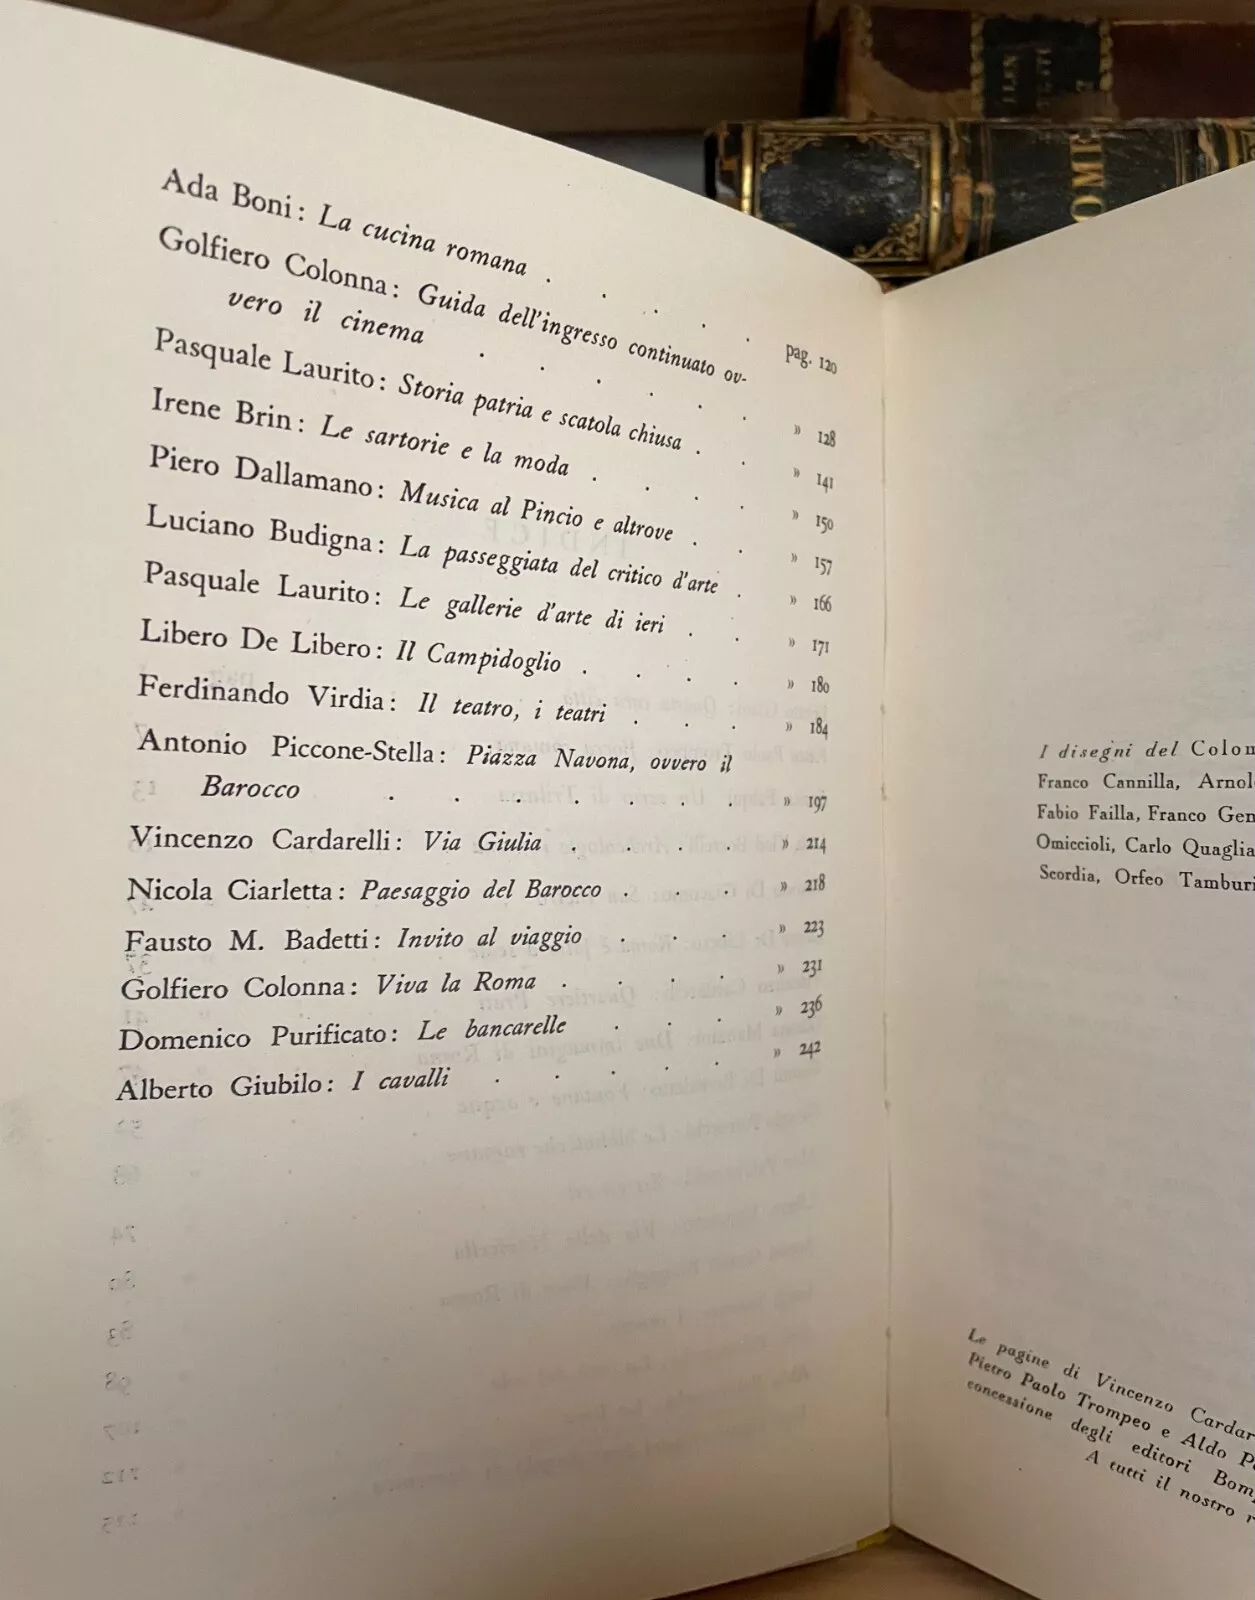 Ada Boni: La cucina romana . . . . . pag. 120
Golfiero Colonna: Guida dell'ingresso continuato ov-
vero il cinema . . . . . . » 128
Pasquale Laurito: Storia patria e scatola chiusa . . » 141
Irene Brin: Le sartorie e la moda . . . . » 150
Piero Dallamano: Musica al Pincio e altrove . . » 157
Luciano Budigna: La passeggiata del critico d'arte . » 166
Pasquale Laurito: Le gallerie d'arte di ieri . . » 171
Libero De Libero: Il Campidoglio . . . . » 180
Ferdinando Virdia: Il teatro, i teatri . . . » 184
Antonio Piccone-Stella: Piazza Navona, ovvero il
Barocco . . . . . . . » 197
Vincenzo Cardarelli: Via Giulia . . . . » 214
Nicola Ciarletta: Paesaggio del Barocco . . . » 218
Fausto M. Badetti: Invito al viaggio . . . » 223
Golfiero Colonna: Viva la Roma . . . . » 231
Domenico Purificato: Le bancarelle . . . » 236
Alberto Giubilo: I cavalli . . . . . » 242
I disegni del Colom
Franco Cannilla, Arnol
Fabio Failla, Franco Gen
Omiccioli, Carlo Quaglia
Scordia, Orfeo Tamburi
Le pagine di Vincenzo Cardar
Pietro Paolo Trompeo e Aldo P
concessione degli editori Bom
A tutti il nostro r
OME